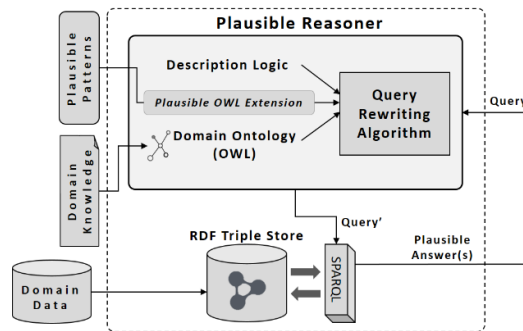 Plausible Reasoner
Plausible
Patterns
Description Logic
Plausible OWL Extension
Domain Ontology
(OWL)
Query
Rewriting
Algorithm
Query
Domain
Knowledge
Query'
RDF Triple Store
SPARQL
Plausible
Answer(s)
Domain
Data